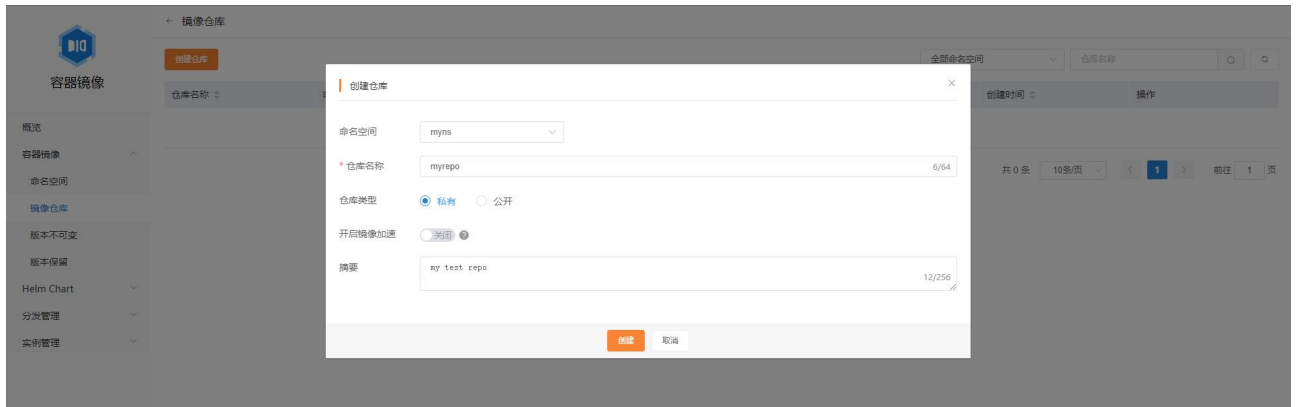 ← 镜像仓库
容器镜像
创建仓库
全部命名空间
仓库名称
仓库名称
创建时间
操作
概览
容器镜像
命名空间
镜像仓库
版本不可变
版本保留
Helm Chart
分发管理
实例管理
创建仓库
命名空间 myns
* 仓库名称 myrepo 6/64
仓库类型 私有 公开
开启镜像加速 关闭
摘要 my test repo 12/256
创建 取消
共 0 条 10条/页 1 前往 1 页